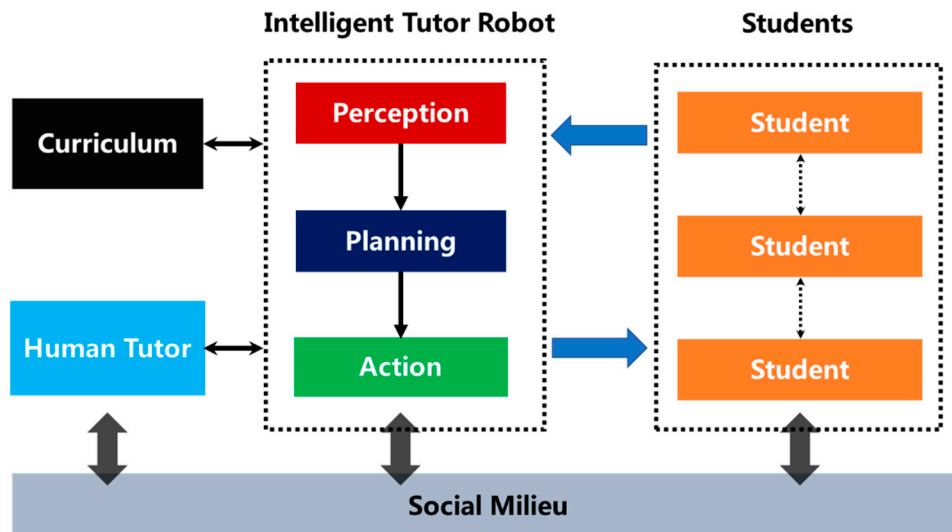 Intelligent Tutor Robot
Students
Curriculum
Perception
Student
Planning
Student
Human Tutor
Action
Student
Social Milieu